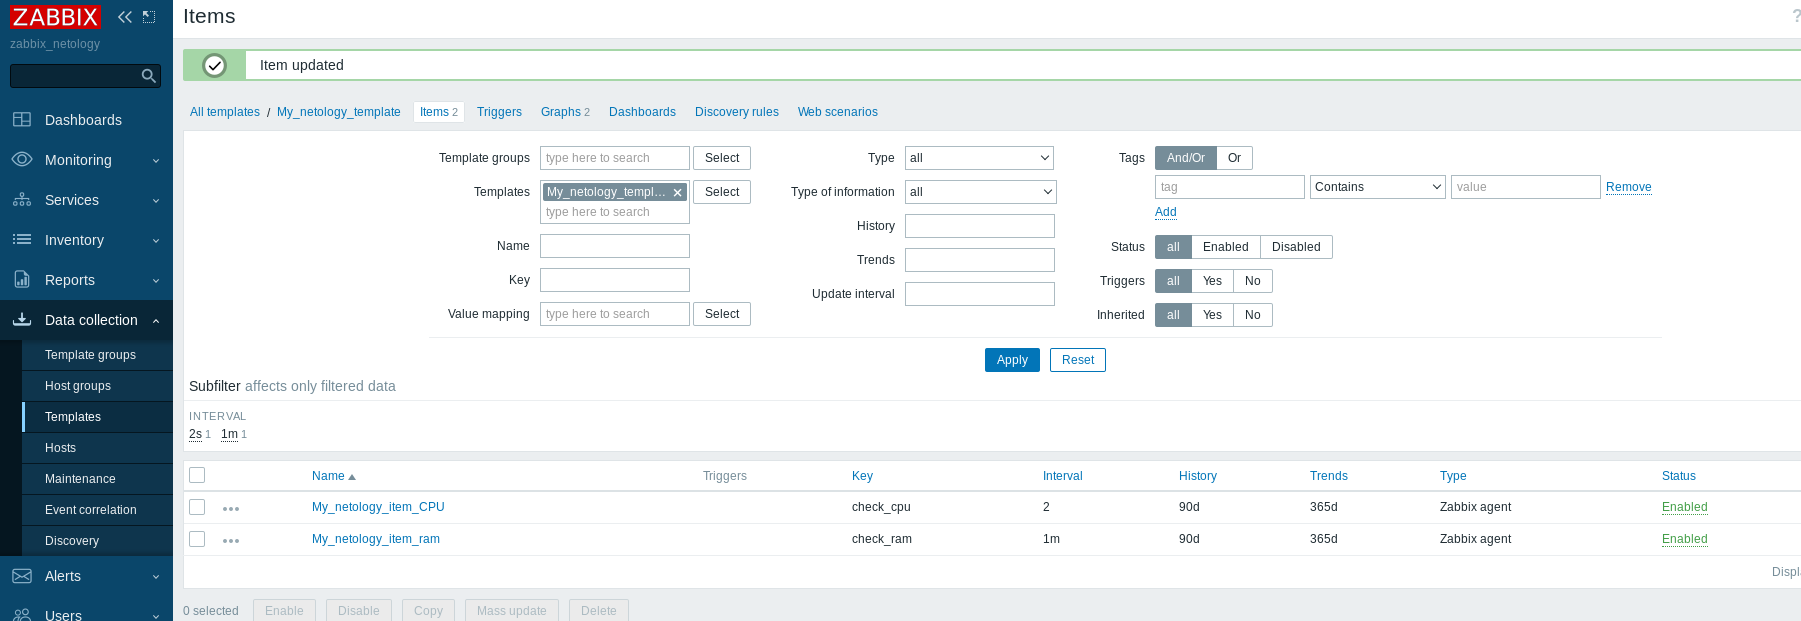 ZABBIX
zabbix_netology
Dashboards
Monitoring
Services
Inventory
Reports
Data collection
Template groups
Host groups
Templates
Hosts
Maintenance
Event correlation
Discovery
Alerts
Users
Items
?
Item updated
All templates / My_netology_template Items 2 Triggers Graphs 2 Dashboards Discovery rules Web scenarios
Template groups type here to search Select
Templates My_netology_templ... Select
type here to search
Name
Key
Value mapping type here to search Select
Type all
Type of information all
History
Trends
Update interval
Tags And/Or Or
tag Contains value Remove
Add
Status all Enabled Disabled
Triggers all Yes No
Inherited all Yes No
Apply Reset
Subfilter affects only filtered data
INTERVAL
2s 1 1m 1
Name Triggers Key Interval History Trends Type Status
My_netology_item_CPU check_cpu 2 90d 365d Zabbix agent Enabled
My_netology_item_ram check_ram 1m 90d 365d Zabbix agent Enabled
0 selected Enable Disable Copy Mass update Delete